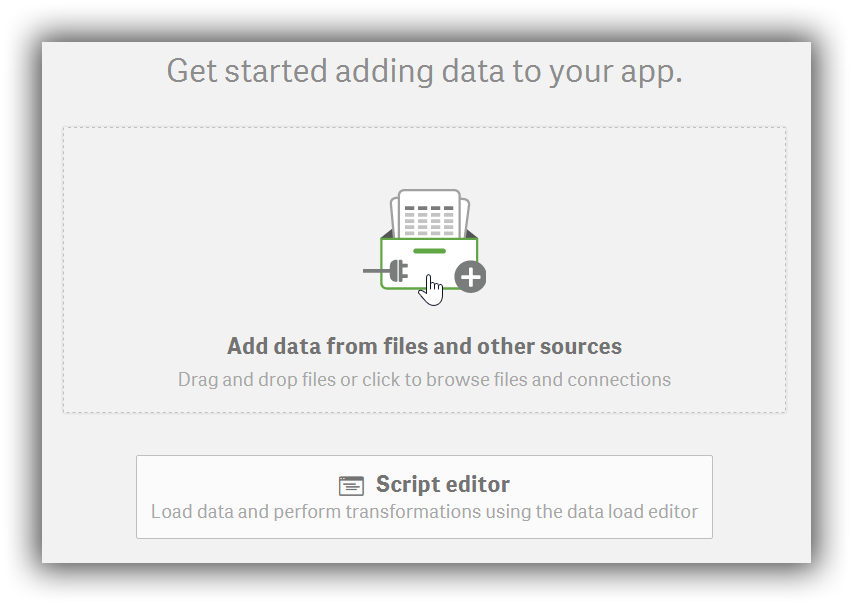 Get started adding data to your app.
Add data from files and other sources
Drag and drop files or click to browse files and connections
Script editor
Load data and perform transformations using the data load editor